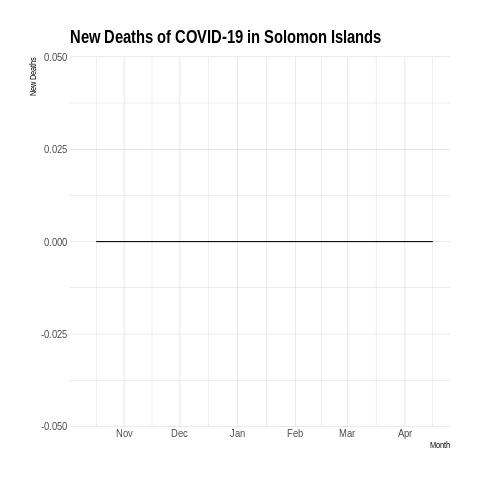 New Deaths of COVID-19 in Solomon Islands
New Deaths
0.050
0.025
0.000
-0.025
-0.050
Nov Dec Jan Feb Mar Apr
Month